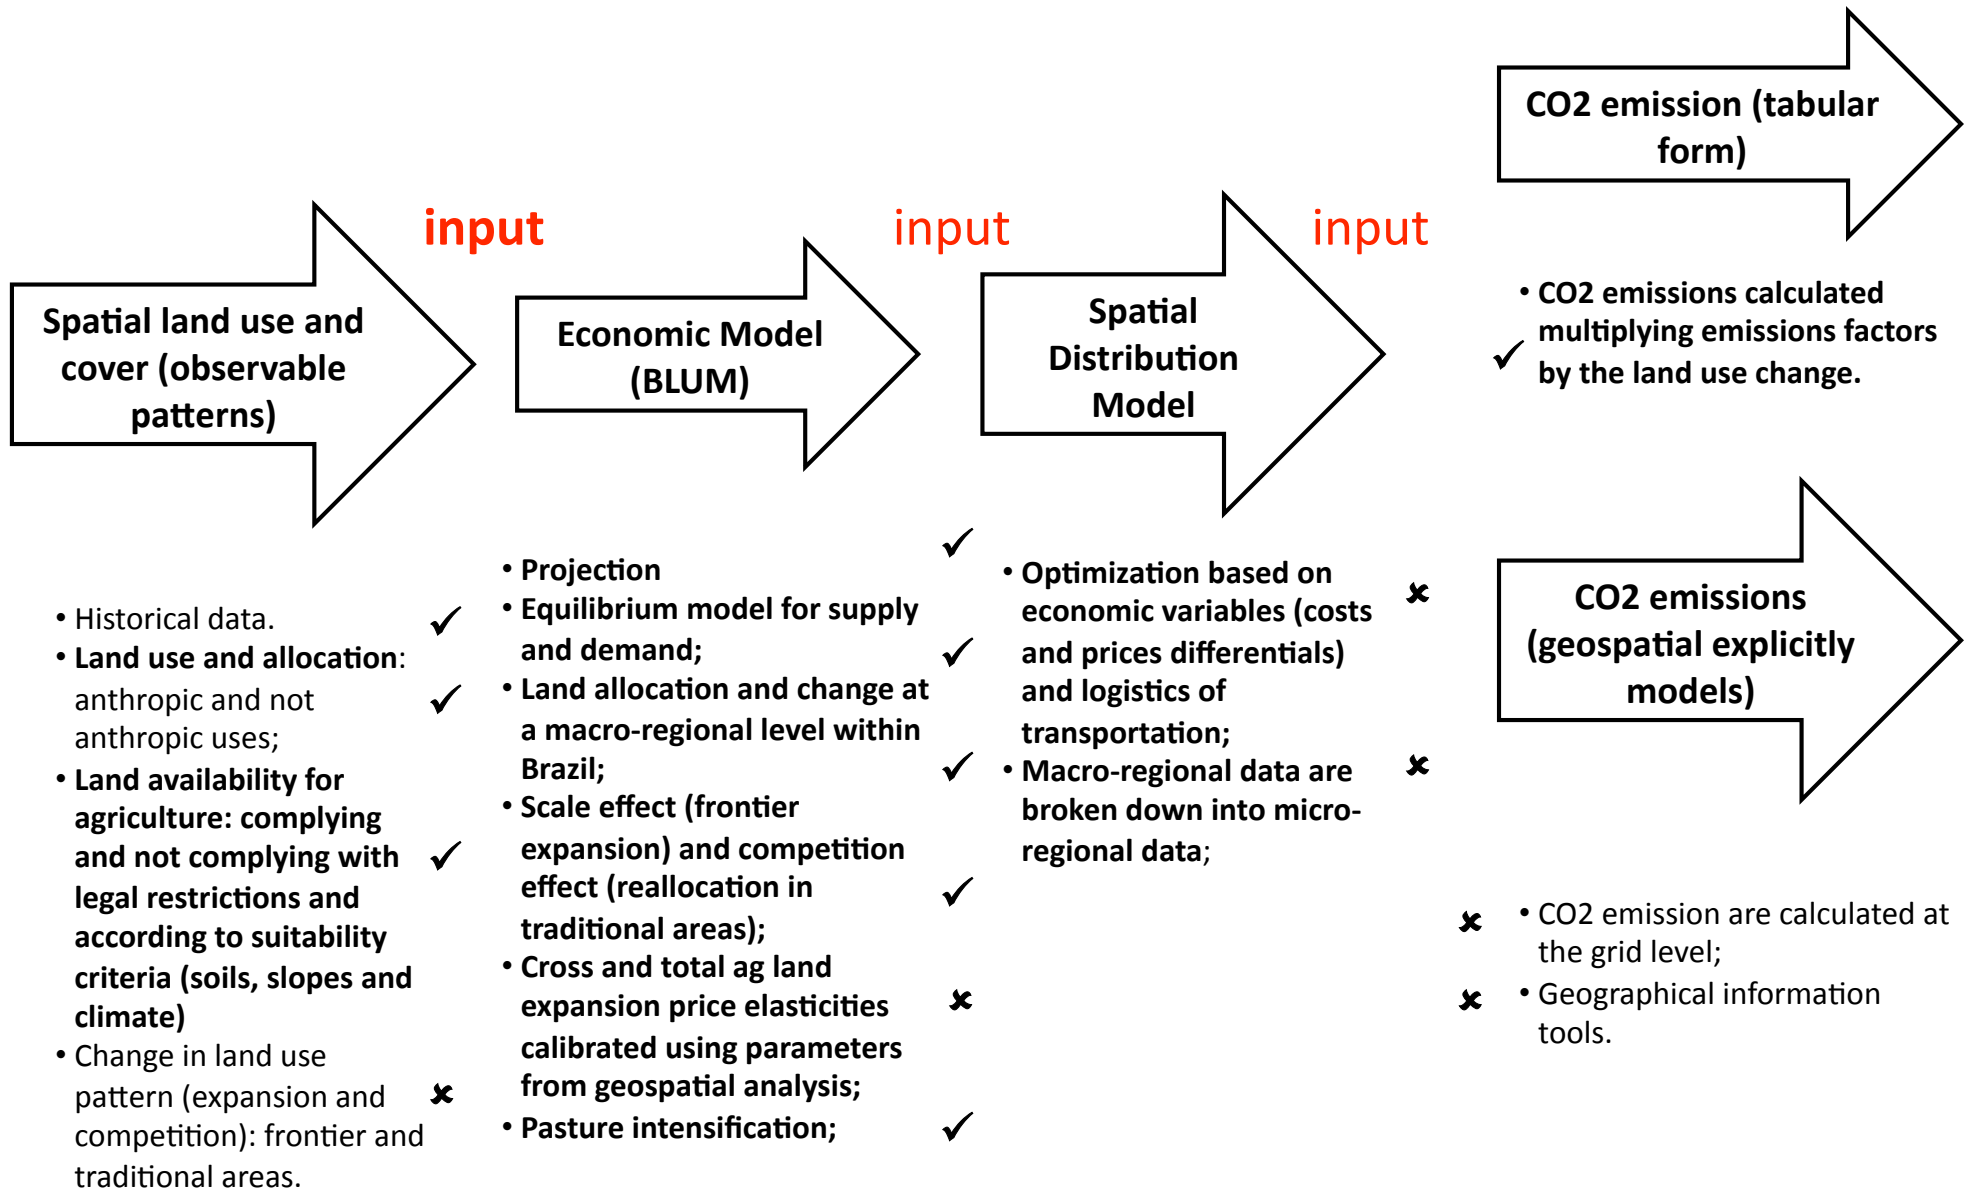 CO2 emission (tabular
form)
input
input
input
Spatial land use and
cover (observable
patterns)
Economic Model
(BLUM)
Spatial
Distribution
Model
• CO2 emissions calculated
multiplying emissions factors
✓ by the land use change.
• Historical data. ✓
• Land use and allocation:
anthropic and not ✓
anthropic uses;
• Land availability for
agriculture: complying
and not complying with ✓
legal restrictions and
according to suitability
criteria (soils, slopes and
climate)
• Change in land use
pattern (expansion and ✘
competition): frontier and
traditional areas.
• Projection ✓
• Equilibrium model for supply
and demand; ✓
• Land allocation and change at
a macro-regional level within
Brazil; ✓
• Scale effect (frontier
expansion) and competition
effect (reallocation in ✓
traditional areas);
• Cross and total ag land
expansion price elasticities ✘
calibrated using parameters
from geospatial analysis;
• Pasture intensification; ✓
• Optimization based on
economic variables (costs ✘
and prices differentials)
and logistics of
transportation;
• Macro-regional data are ✘
broken down into micro-
regional data;
CO2 emissions
(geospatial explicitly
models)
✘ • CO2 emission are calculated at
the grid level;
✘ • Geographical information
tools.